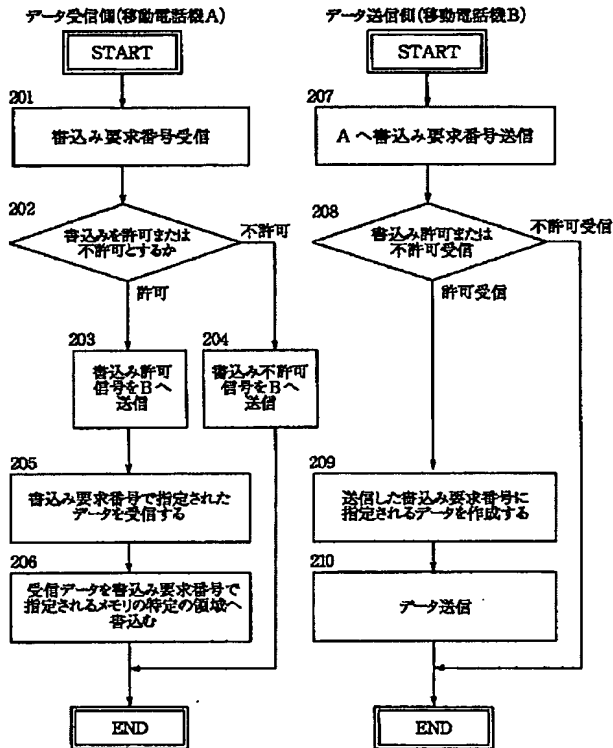 データ受信側(移動電話機A)
START
201
書込み要求番号受信
202
書込みを許可または
不許可とするか
不許可
許可
203
書込み許可
信号をBへ
送信
204
書込み不許可
信号をBへ
送信
205
書込み要求番号で指定された
データを受信する
206
受信データを書込み要求番号で
指定されるメモリの特定の領域へ
書込む
END
データ送信側(移動電話機B)
START
207
A へ書込み要求番号送信
208
書込み許可または
不許可受信
不許可受信
許可受信
209
送信した書込み要求番号に
指定されるデータを作成する
210
データ送信
END